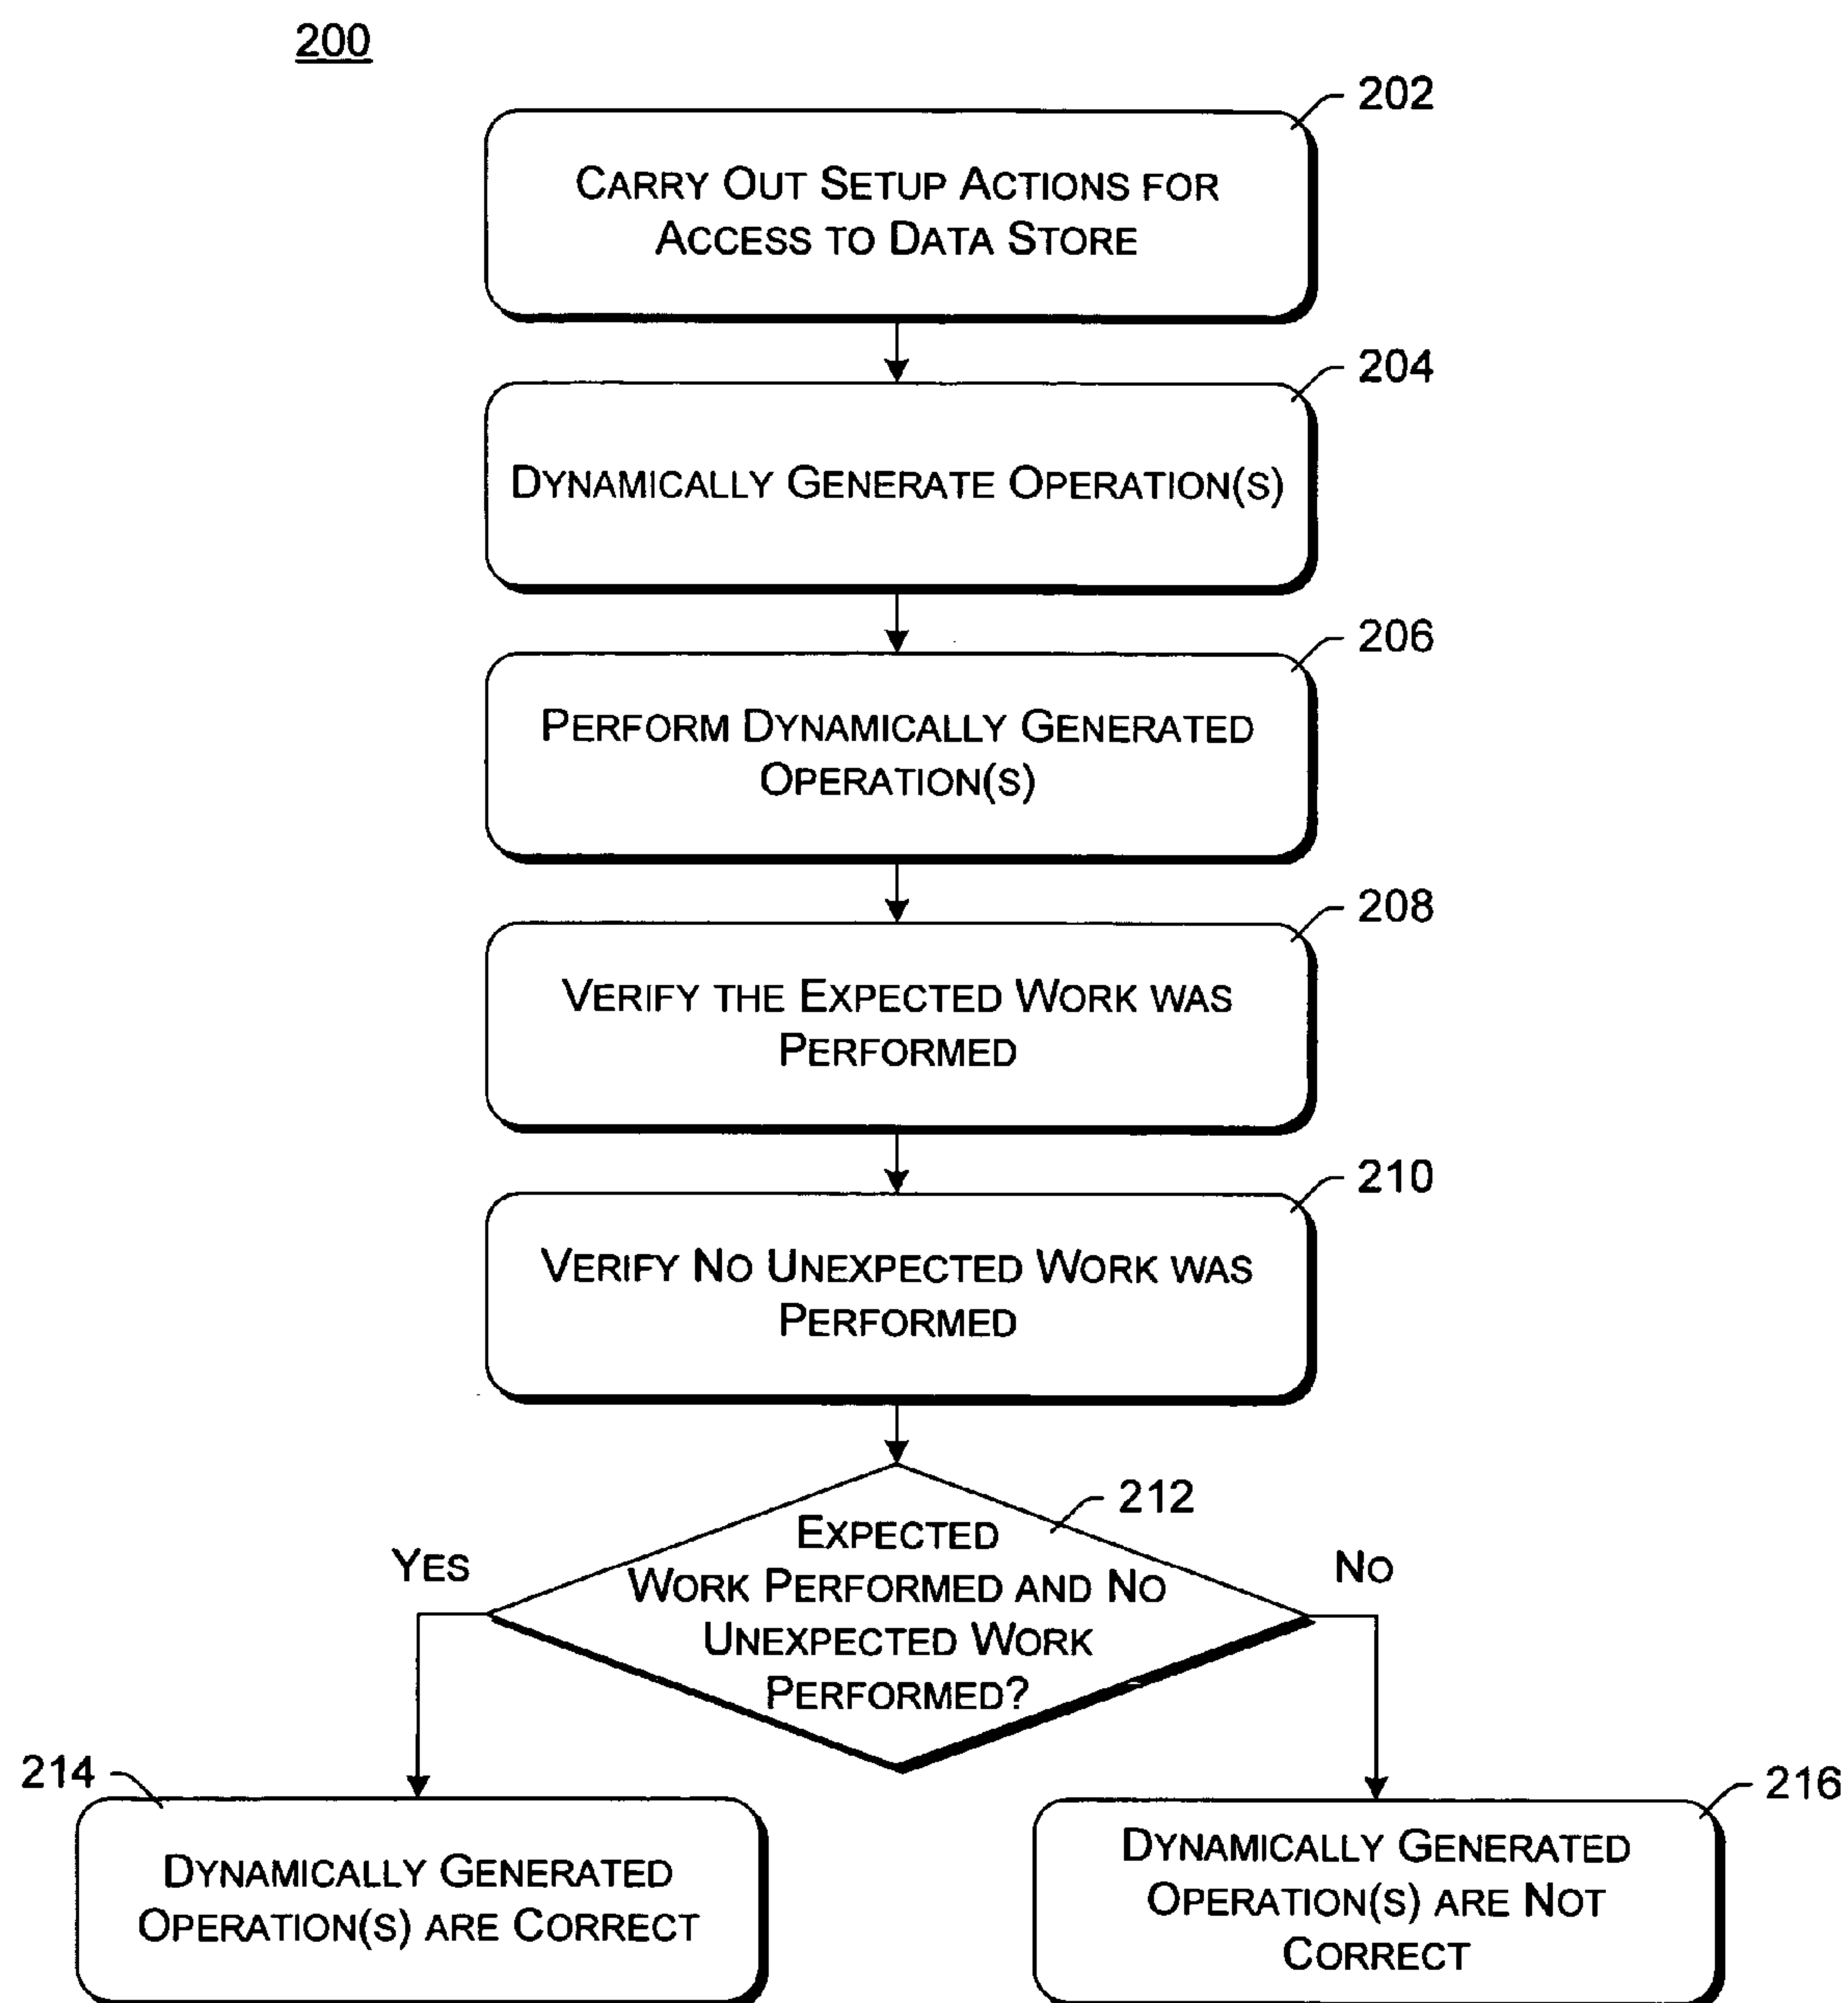 200
202
CARRY OUT SETUP ACTIONS FOR
ACCESS TO DATA STORE
204
DYNAMICALLY GENERATE OPERATION(S)
206
PERFORM DYNAMICALLY GENERATED
OPERATION(S)
208
VERIFY THE EXPECTED WORK WAS
PERFORMED
210
VERIFY NO UNEXPECTED WORK WAS
PERFORMED
212
EXPECTED
WORK PERFORMED AND NO
UNEXPECTED WORK
PERFORMED?
YES
NO
214
DYNAMICALLY GENERATED
OPERATION(S) ARE CORRECT
216
DYNAMICALLY GENERATED
OPERATION(S) ARE NOT
CORRECT